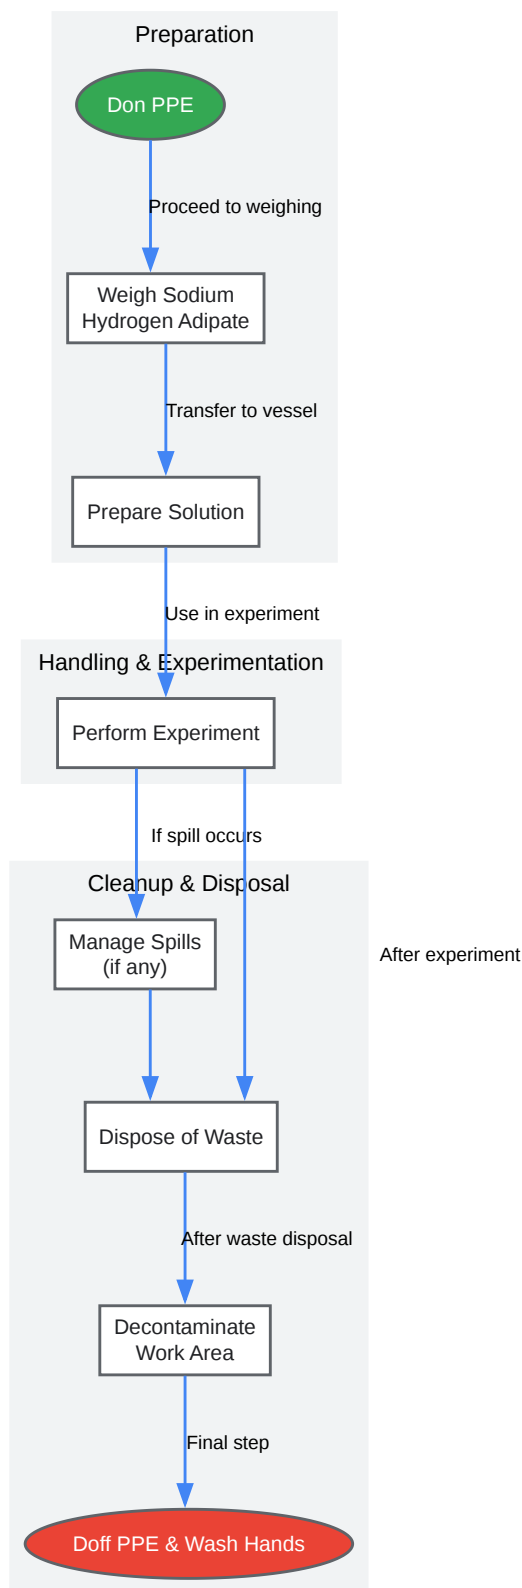 Preparation
Don PPE
Proceed to weighing
Weigh Sodium
Hydrogen Adipate
Transfer to vessel
Prepare Solution
Use in experiment
Handling & Experimentation
Perform Experiment
If spill occurs
Cleanup & Disposal
Manage Spills
(if any)
After experiment
Dispose of Waste
After waste disposal
Decontaminate
Work Area
Final step
Doff PPE & Wash Hands